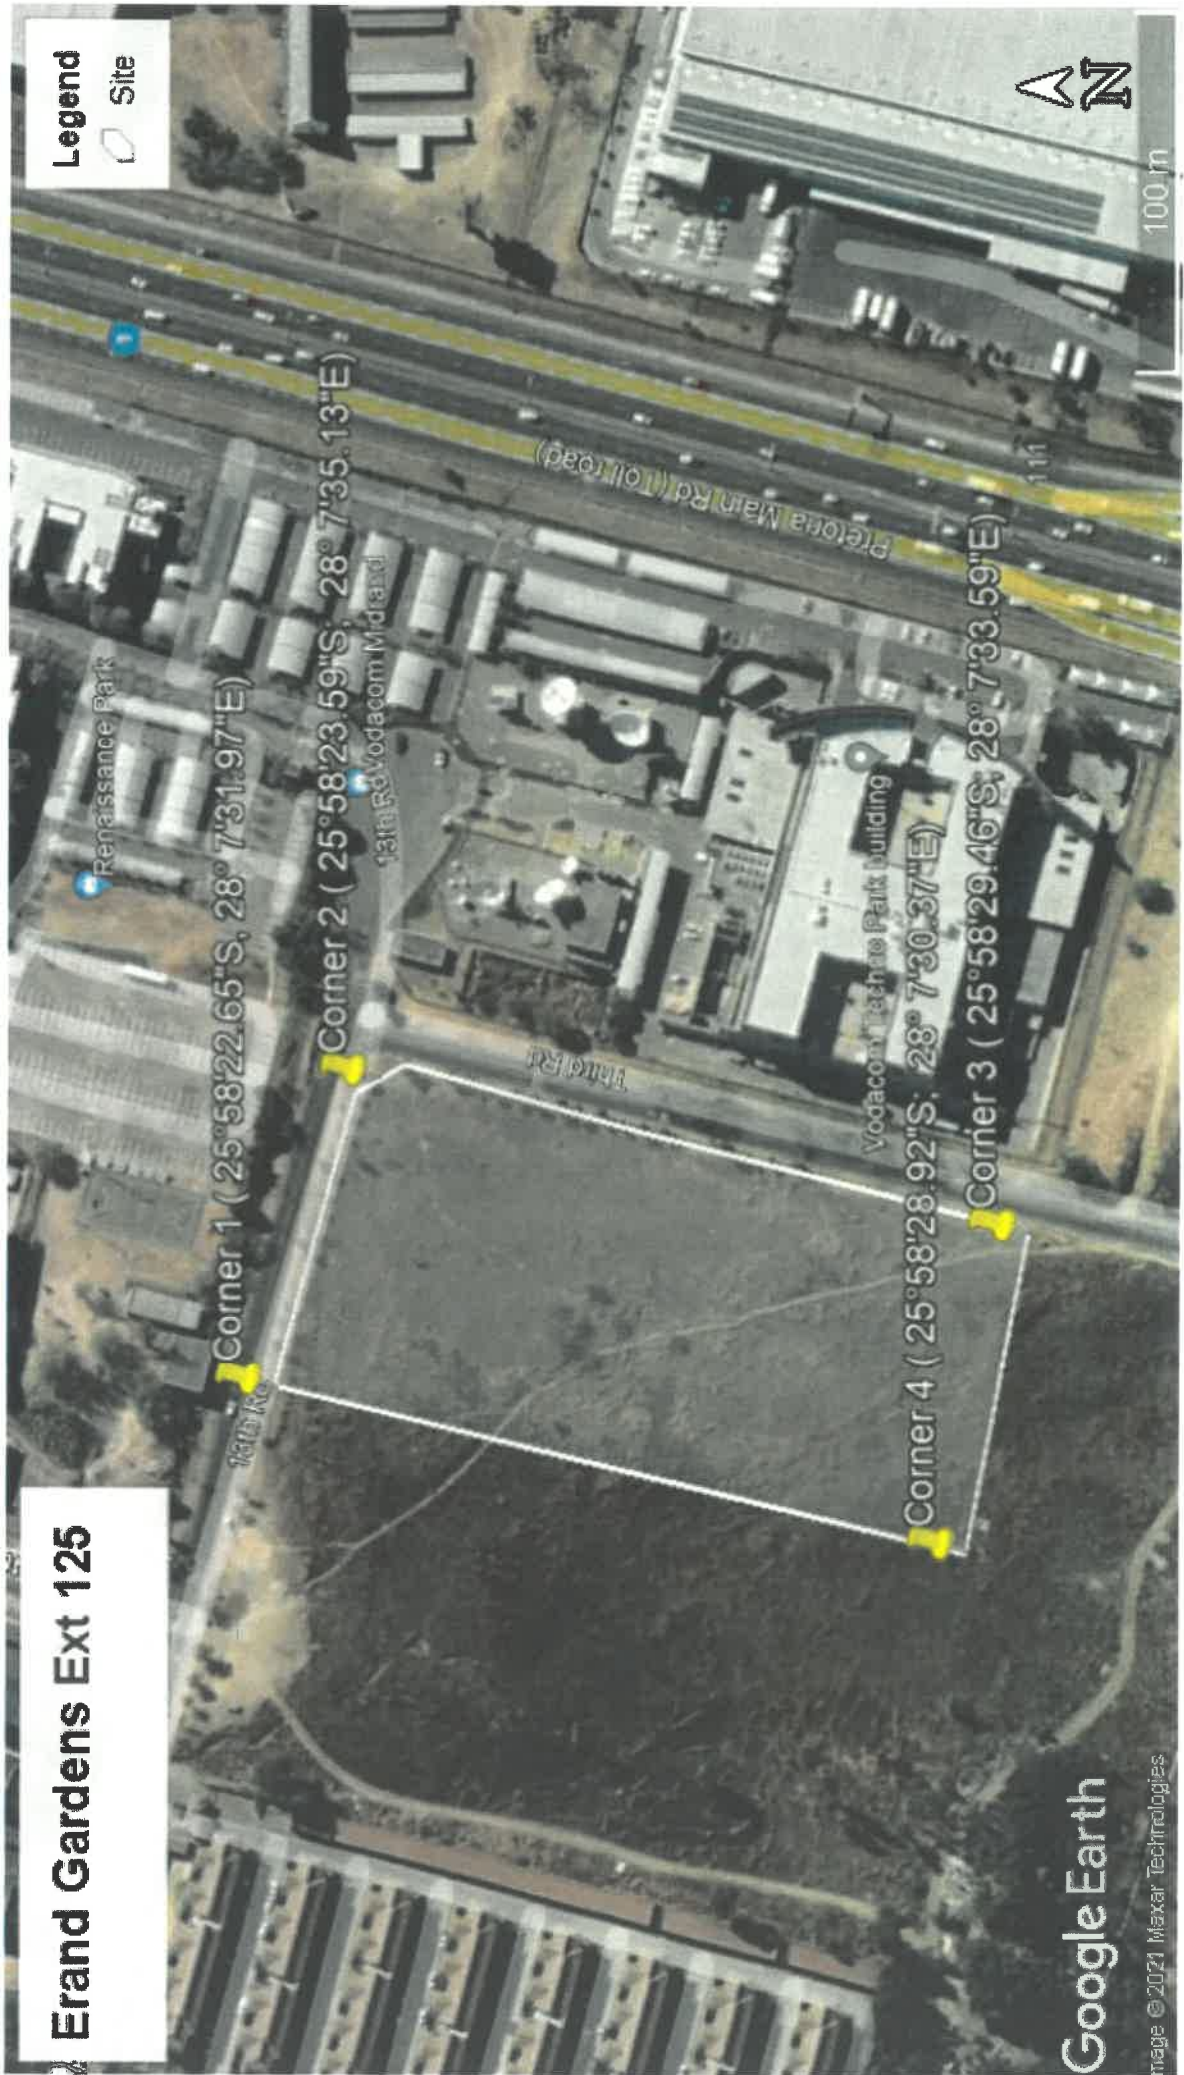 Erand Gardens Ext 125
Legend
Site
Renaissance Park
Corner 1 ( 25°58'22.65"S, 28° 7'31.97"E)
13th Rd
Corner 2 ( 25°58'23.59"S; 28° 7'35.13"E)
13th Rd
Vodacom Midrand
Third Rd
Pretoria Main Rd (Toll road)
Vodacom Techno Park building
Corner 4 ( 25°58'28.92"S; 28° 7'30.37"E)
Corner 3 ( 25°58'29.46"S; 28° 7'33.59"E)
N
Google Earth
mage © 2021 Maxar Technologies
100 m